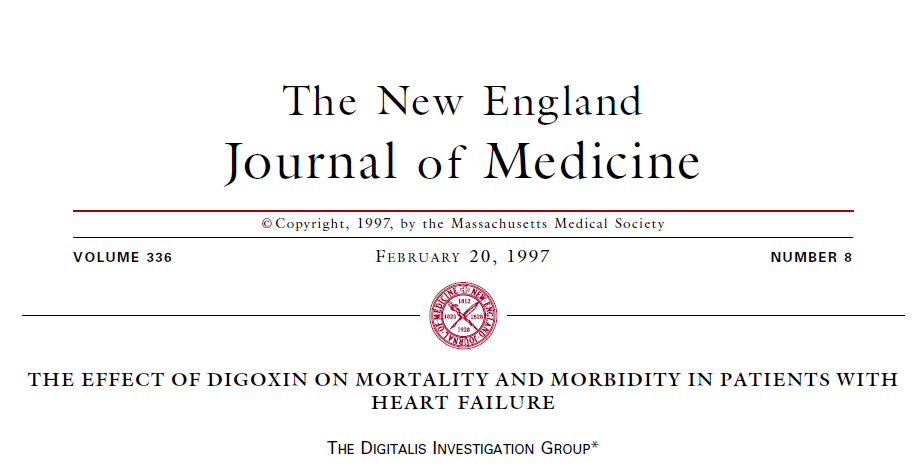 The New England
Journal of Medicine
©Copyright, 1997, by the Massachusetts Medical Society
VOLUME 336
FEBRUARY 20, 1997
NUMBER 8
NEW ENGLAND JOURNAL OF MEDICINE
1812
1823
1828
1928
THE EFFECT OF DIGOXIN ON MORTALITY AND MORBIDITY IN PATIENTS WITH
HEART FAILURE
THE DIGITALIS INVESTIGATION GROUP*